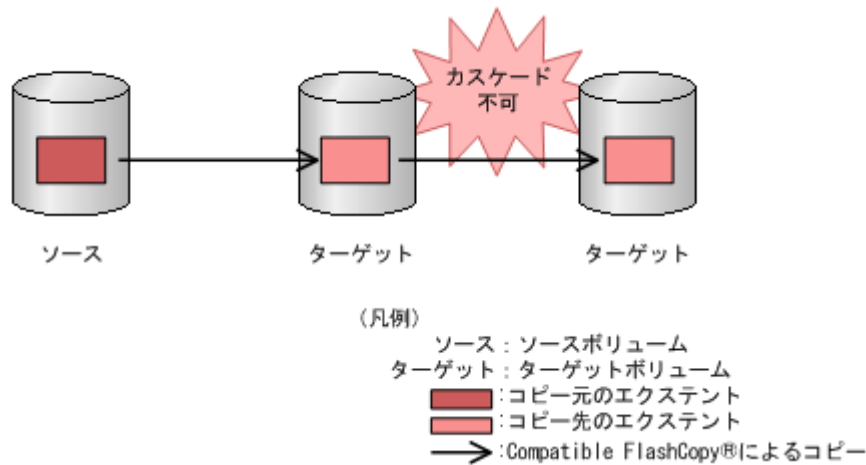 カスケード
不可
ソース
ターゲット
ターゲット
(凡例)
ソース:ソースボリューム
ターゲット:ターゲットボリューム
:コピー元のエクステント
:コピー先のエクステント
:Compatible FlashCopy®によるコピー